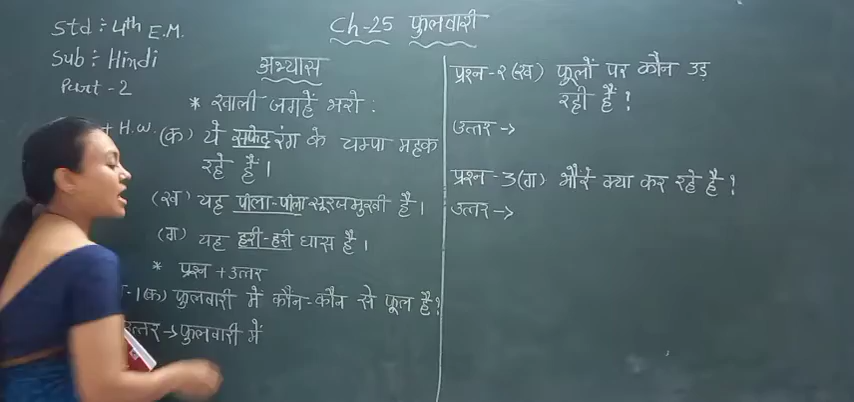 Std :- 4th E.M.
Sub :- Hindi
Part - 2
Ch-25 फुलवारी
अभ्यास
* खाली जगहें भरो :
+ H.W. (क) ये सफेद रंग के चम्पा महक
रहे है।
(ख) यह पीला-पीला सूरजमुखी है।
(ग) यह हरी-हरी घास है।
* प्रश्न + उत्तर
-1 (क) फुलवारी में कौन-कौन से फूल है?
उत्तर → फुलवारी में
प्रश्न - २ (ख) फूलों पर कौन उड़
रही हैं?
उत्तर →
प्रश्न - 3 (ग) भौरे क्या कर रहे है?
उत्तर →